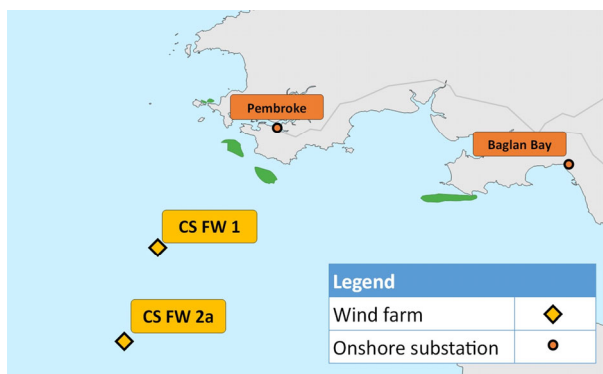 Pembroke
Baglan Bay
CS FW 1
CS FW 2a
Legend
Wind farm
Onshore substation